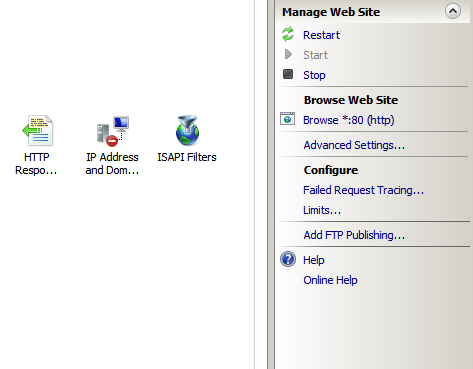 HTTP
Respo...
IP Address
and Dom...
ISAPI Filters
Manage Web Site
Restart
Start
Stop
Browse Web Site
Browse *:80 (http)
Advanced Settings...
Configure
Failed Request Tracing...
Limits...
Add FTP Publishing...
Help
Online Help